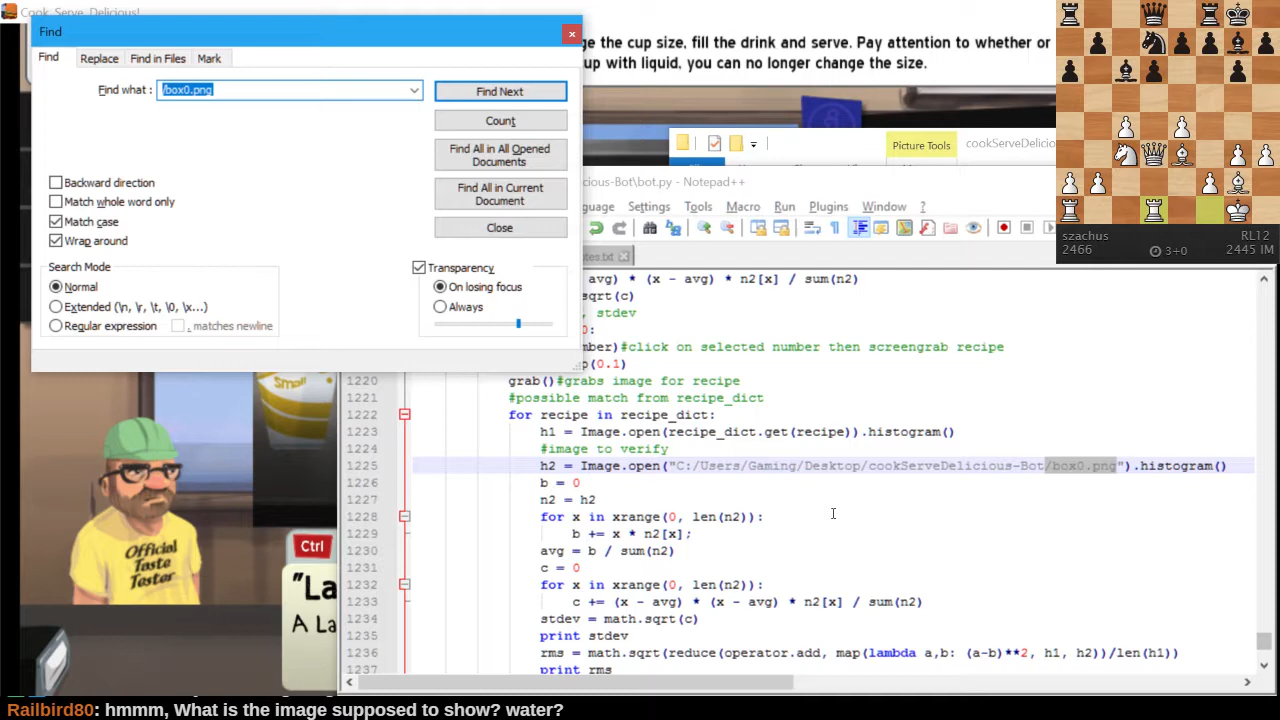 Cook, Serve, Delicious!
Find
Find
Replace
Find in Files
Mark
Find what :
/box0.png
Find Next
Count
Find All in All Opened
Documents
Find All in Current
Document
Close
Backward direction
Match whole word only
Match case
Wrap around
Search Mode
Normal
Extended (\n, \r, \t, \0, \x...)
Regular expression
. matches newline
Transparency
On losing focus
Always
ge the cup size, fill the drink and serve. Pay attention to whether or
up with liquid, you can no longer change the size.
Picture Tools
cookServeDelicio
cious-Bot\bot.py - Notepad++
guage
Settings
Tools
Macro
Run
Plugins
Window
?
tes.txt
avg) * (x - avg) * n2[x] / sum(n2)
sqrt(c)
, stdev
0:
mber)#click on selected number then screengrab recipe
p(0.1)
1220 grab()#grabs image for recipe
1221 #possible match from recipe_dict
1222 for recipe in recipe_dict:
1223 h1 = Image.open(recipe_dict.get(recipe)).histogram()
1224 #image to verify
1225 h2 = Image.open("C:/Users/Gaming/Desktop/cookServeDelicious-Bot/box0.png").histogram()
1226 b = 0
1227 n2 = h2
1228 for x in xrange(0, len(n2)):
1229 b += x * n2[x];
1230 avg = b / sum(n2)
1231 c = 0
1232 for x in xrange(0, len(n2)):
1233 c += (x - avg) * (x - avg) * n2[x] / sum(n2)
1234 stdev = math.sqrt(c)
1235 print stdev
1236 rms = math.sqrt(reduce(operator.add, map(lambda a,b: (a-b)**2, h1, h2))/len(h1))
1237 print rms
szachus
2466
3+0
RL12
2445 IM
Small
Official
Taste
Tester
Ctrl
"La
A La
Railbird80: hmmm, What is the image supposed to show? water?